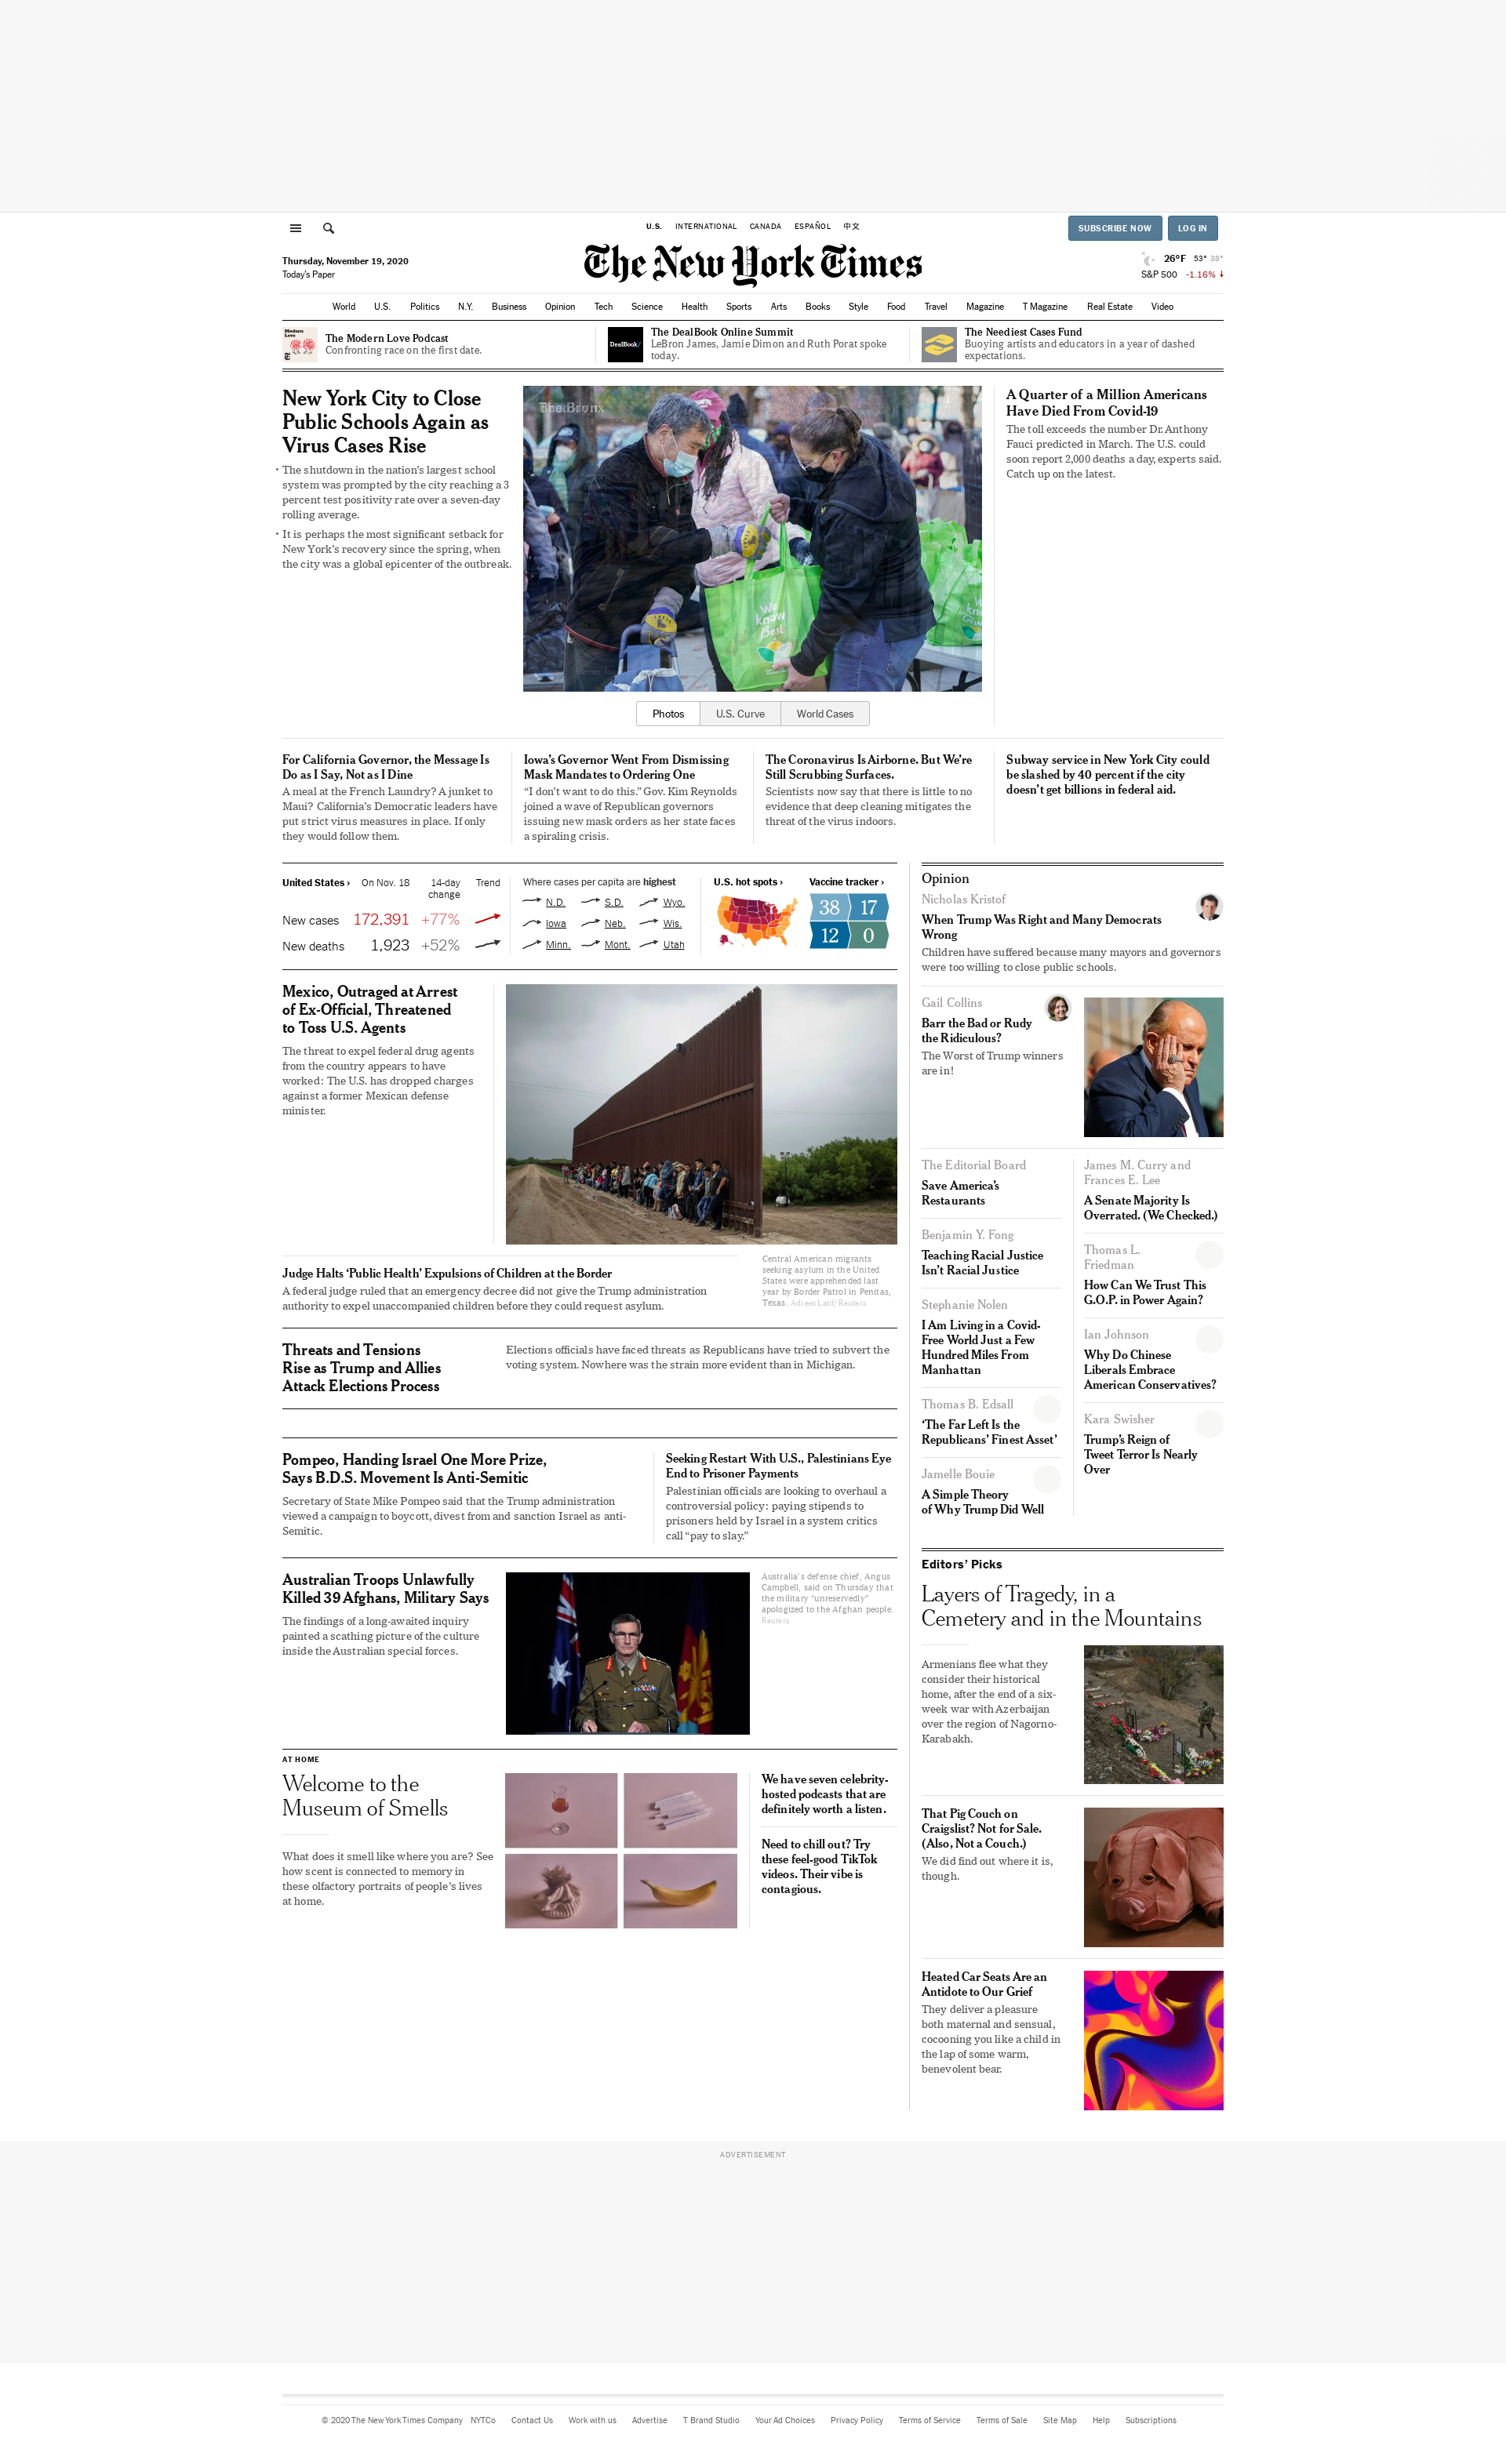 U.S. INTERNATIONAL CANADA ESPAÑOL 中文
SUBSCRIBE NOW LOG IN
Thursday, November 19, 2020
Today's Paper
The New York Times
26°F 53° 38°
S&P 500 -1.16%
World U.S. Politics N.Y. Business Opinion Tech Science Health Sports Arts Books Style Food Travel Magazine T Magazine Real Estate Video
Modern
Love
The Modern Love Podcast
Confronting race on the first date.
DealBook/
The DealBook Online Summit
LeBron James, Jamie Dimon and Ruth Porat spoke
today.
The Neediest Cases Fund
Buoying artists and educators in a year of dashed
expectations.
New York City to Close
Public Schools Again as
Virus Cases Rise
• The shutdown in the nation's largest school
system was prompted by the city reaching a 3
percent test positivity rate over a seven-day
rolling average.
• It is perhaps the most significant setback for
New York's recovery since the spring, when
the city was a global epicenter of the outbreak.
The Bronx
We
know
Best
Photos U.S. Curve World Cases
A Quarter of a Million Americans
Have Died From Covid-19
The toll exceeds the number Dr. Anthony
Fauci predicted in March. The U.S. could
soon report 2,000 deaths a day, experts said.
Catch up on the latest.
For California Governor, the Message Is
Do as I Say, Not as I Dine
A meal at the French Laundry? A junket to
Maui? California's Democratic leaders have
put strict virus measures in place. If only
they would follow them.
Iowa's Governor Went From Dismissing
Mask Mandates to Ordering One
“I don't want to do this.” Gov. Kim Reynolds
joined a wave of Republican governors
issuing new mask orders as her state faces
a spiraling crisis.
The Coronavirus Is Airborne. But We're
Still Scrubbing Surfaces.
Scientists now say that there is little to no
evidence that deep cleaning mitigates the
threat of the virus indoors.
Subway service in New York City could
be slashed by 40 percent if the city
doesn't get billions in federal aid.
United States › On Nov. 18 14-day Trend
change
New cases 172,391 +77%
New deaths 1,923 +52%
Where cases per capita are highest
N.D. S.D. Wyo.
Iowa Neb. Wis.
Minn. Mont. Utah
U.S. hot spots ›
Vaccine tracker ›
38 17
12 0
Mexico, Outraged at Arrest
of Ex-Official, Threatened
to Toss U.S. Agents
The threat to expel federal drug agents
from the country appears to have
worked: The U.S. has dropped charges
against a former Mexican defense
minister.
Judge Halts ‘Public Health’ Expulsions of Children at the Border
A federal judge ruled that an emergency decree did not give the Trump administration
authority to expel unaccompanied children before they could request asylum.
Central American migrants
seeking asylum in the United
States were apprehended last
year by Border Patrol in Penitas,
Texas. Adrees Latif/Reuters
Threats and Tensions
Rise as Trump and Allies
Attack Elections Process
Elections officials have faced threats as Republicans have tried to subvert the
voting system. Nowhere was the strain more evident than in Michigan.
Pompeo, Handing Israel One More Prize,
Says B.D.S. Movement Is Anti-Semitic
Secretary of State Mike Pompeo said that the Trump administration
viewed a campaign to boycott, divest from and sanction Israel as anti-
Semitic.
Seeking Restart With U.S., Palestinians Eye
End to Prisoner Payments
Palestinian officials are looking to overhaul a
controversial policy: paying stipends to
prisoners held by Israel in a system critics
call “pay to slay.”
Australian Troops Unlawfully
Killed 39 Afghans, Military Says
The findings of a long-awaited inquiry
painted a scathing picture of the culture
inside the Australian special forces.
Australia's defense chief, Angus
Campbell, said on Thursday that
the military “unreservedly”
apologized to the Afghan people.
Reuters
AT HOME
Welcome to the
Museum of Smells
What does it smell like where you are? See
how scent is connected to memory in
these olfactory portraits of people's lives
at home.
We have seven celebrity-
hosted podcasts that are
definitely worth a listen.
Need to chill out? Try
these feel-good TikTok
videos. Their vibe is
contagious.
Opinion
Nicholas Kristof
When Trump Was Right and Many Democrats
Wrong
Children have suffered because many mayors and governors
were too willing to close public schools.
Gail Collins
Barr the Bad or Rudy
the Ridiculous?
The Worst of Trump winners
are in!
The Editorial Board
Save America's
Restaurants
Benjamin Y. Fong
Teaching Racial Justice
Isn't Racial Justice
Stephanie Nolen
I Am Living in a Covid-
Free World Just a Few
Hundred Miles From
Manhattan
Thomas B. Edsall
‘The Far Left Is the
Republicans’ Finest Asset’
Jamelle Bouie
A Simple Theory
of Why Trump Did Well
James M. Curry and
Frances E. Lee
A Senate Majority Is
Overrated. (We Checked.)
Thomas L.
Friedman
How Can We Trust This
G.O.P. in Power Again?
Ian Johnson
Why Do Chinese
Liberals Embrace
American Conservatives?
Kara Swisher
Trump's Reign of
Tweet Terror Is Nearly
Over
Editors’ Picks
Layers of Tragedy, in a
Cemetery and in the Mountains
Armenians flee what they
consider their historical
home, after the end of a six-
week war with Azerbaijan
over the region of Nagorno-
Karabakh.
That Pig Couch on
Craigslist? Not for Sale.
(Also, Not a Couch.)
We did find out where it is,
though.
Heated Car Seats Are an
Antidote to Our Grief
They deliver a pleasure
both maternal and sensual,
cocooning you like a child in
the lap of some warm,
benevolent bear.
ADVERTISEMENT
© 2020 The New York Times Company NYTCo Contact Us Work with us Advertise T Brand Studio Your Ad Choices Privacy Policy Terms of Service Terms of Sale Site Map Help Subscriptions